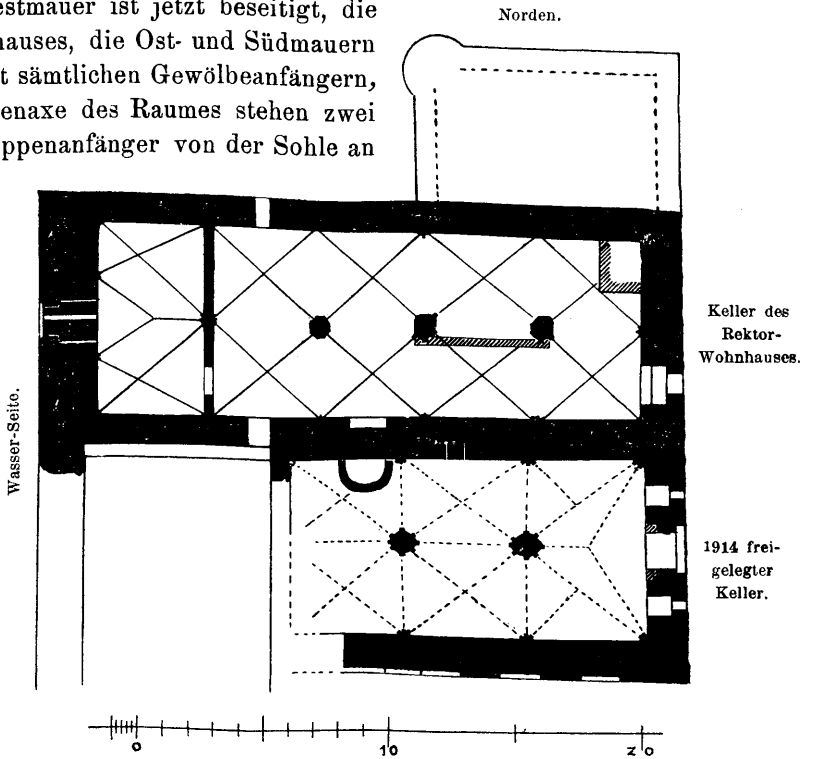 estmauer ist jetzt beseitigt, die
hauses, die Ost- und Südmauern
t sämtlichen Gewölbeanfängern,
enaxe des Raumes stehen zwei
ppenanfänger von der Sohle an
Norden.
Keller des
Rektor-
Wohnhauses.
Wasser-Seite.
1914 frei-
gelegter
Keller.
0 10 20